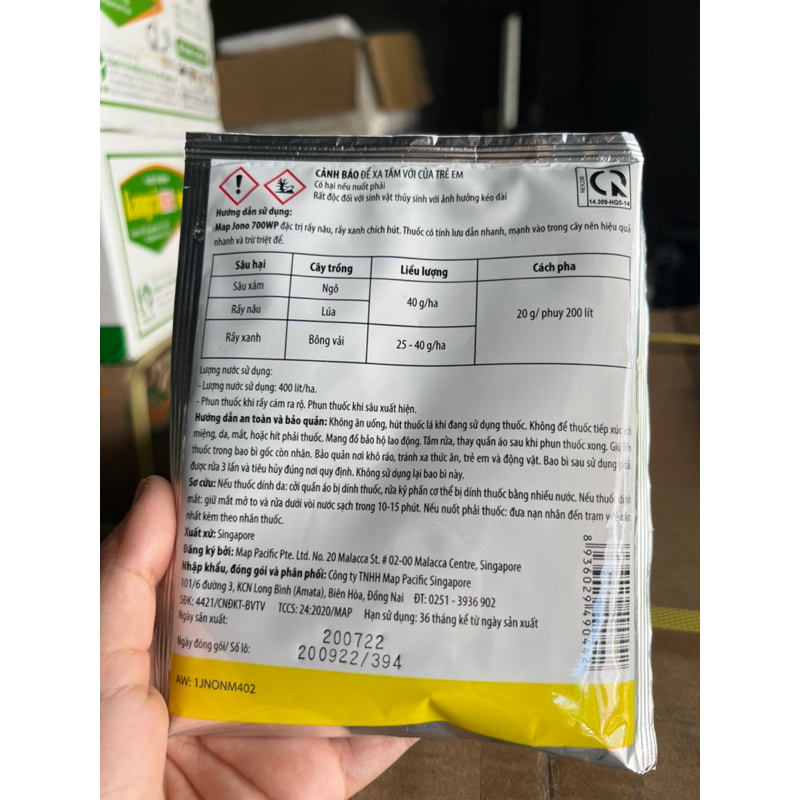 CẢNH BÁO ĐỂ XA TẦM VỚI CỦA TRẺ EM
Có hại nếu nuốt phải
Rất độc đối với sinh vật thủy sinh với ảnh hưởng kéo dài
14.309-HQ5-14
Hướng dẫn sử dụng:
Map Jono 700WP đặc trị rầy nâu, rầy xanh chích hút. Thuốc có tính lưu dẫn nhanh, mạnh vào trong cây nên hiệu quả
nhanh và trừ triệt để.
Sâu hại Cây trồng Liều lượng Cách pha
Sâu xám Ngô 40 g/ha 20 g/ phuy 200 lít
Rầy nâu Lúa
Rầy xanh Bông vải 25 - 40 g/ha
Lượng nước sử dụng:
- Lượng nước sử dụng: 400 lít/ha.
- Phun thuốc khi rầy cám ra rộ. Phun thuốc khi sâu xuất hiện.
Hướng dẫn an toàn và bảo quản: Không ăn uống, hút thuốc lá khi đang sử dụng thuốc. Không để thuốc tiếp xúc
miệng, da, mắt, hoặc hít phải thuốc. Mang đồ bảo hộ lao động. Tắm rửa, thay quần áo sau khi phun thuốc xong. Giữ
thuốc trong bao bì gốc còn nhãn. Bảo quản nơi khô ráo, tránh xa thức ăn, trẻ em và động vật. Bao bì sau sử dụng
được rửa 3 lần và tiêu hủy đúng nơi quy định. Không sử dụng lại bao bì này.
Sơ cứu: Nếu thuốc dính da: cởi quần áo bị dính thuốc, rửa kỹ phần cơ thể bị dính thuốc bằng nhiều nước. Nếu thuốc dính
mắt: giữ mắt mở to và rửa dưới vòi nước sạch trong 10-15 phút. Nếu nuốt phải thuốc: đưa nạn nhân đến trạm y tế gần
nhất kèm theo nhãn thuốc.
Xuất xứ: Singapore
Đăng ký bởi: Map Pacific Pte. Ltd. No. 20 Malacca St. # 02-00 Malacca Centre, Singapore
Nhập khẩu, đóng gói và phân phối: Công ty TNHH Map Pacific Singapore
101/6 đường 3, KCN Long Bình (Amata), Biên Hòa, Đồng Nai ĐT: 0251 - 3936 902
SĐK: 4421/CNĐKT-BVTV TCCS: 24:2020/MAP Hạn sử dụng: 36 tháng kể từ ngày sản xuất
Ngày sản xuất: 200722
Ngày đóng gói/ Số lô: 200922/394
AW: 1JNONM402